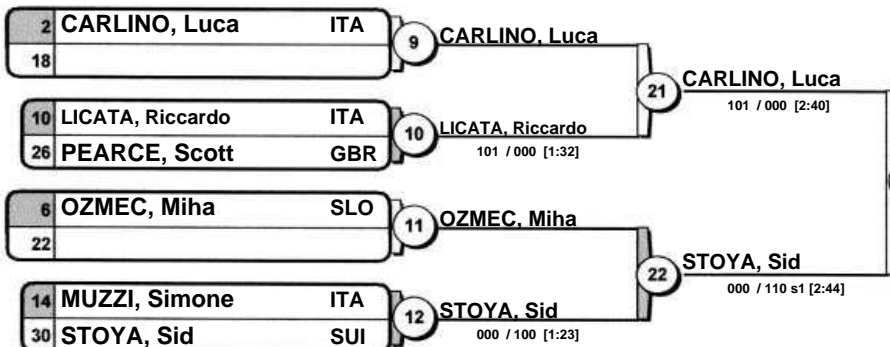 2 CARLINO, Luca ITA
18
9 CARLINO, Luca
10 LICATA, Riccardo ITA
26 PEARCE, Scott GBR
10 LICATA, Riccardo
101 / 000 [1:32]
21 CARLINO, Luca
101 / 000 [2:40]
6 OZMEC, Miha SLO
22
11 OZMEC, Miha
14 MUZZI, Simone ITA
30 STOYA, Sid SUI
12 STOYA, Sid
000 / 100 [1:23]
22 STOYA, Sid
000 / 110 s1 [2:44]